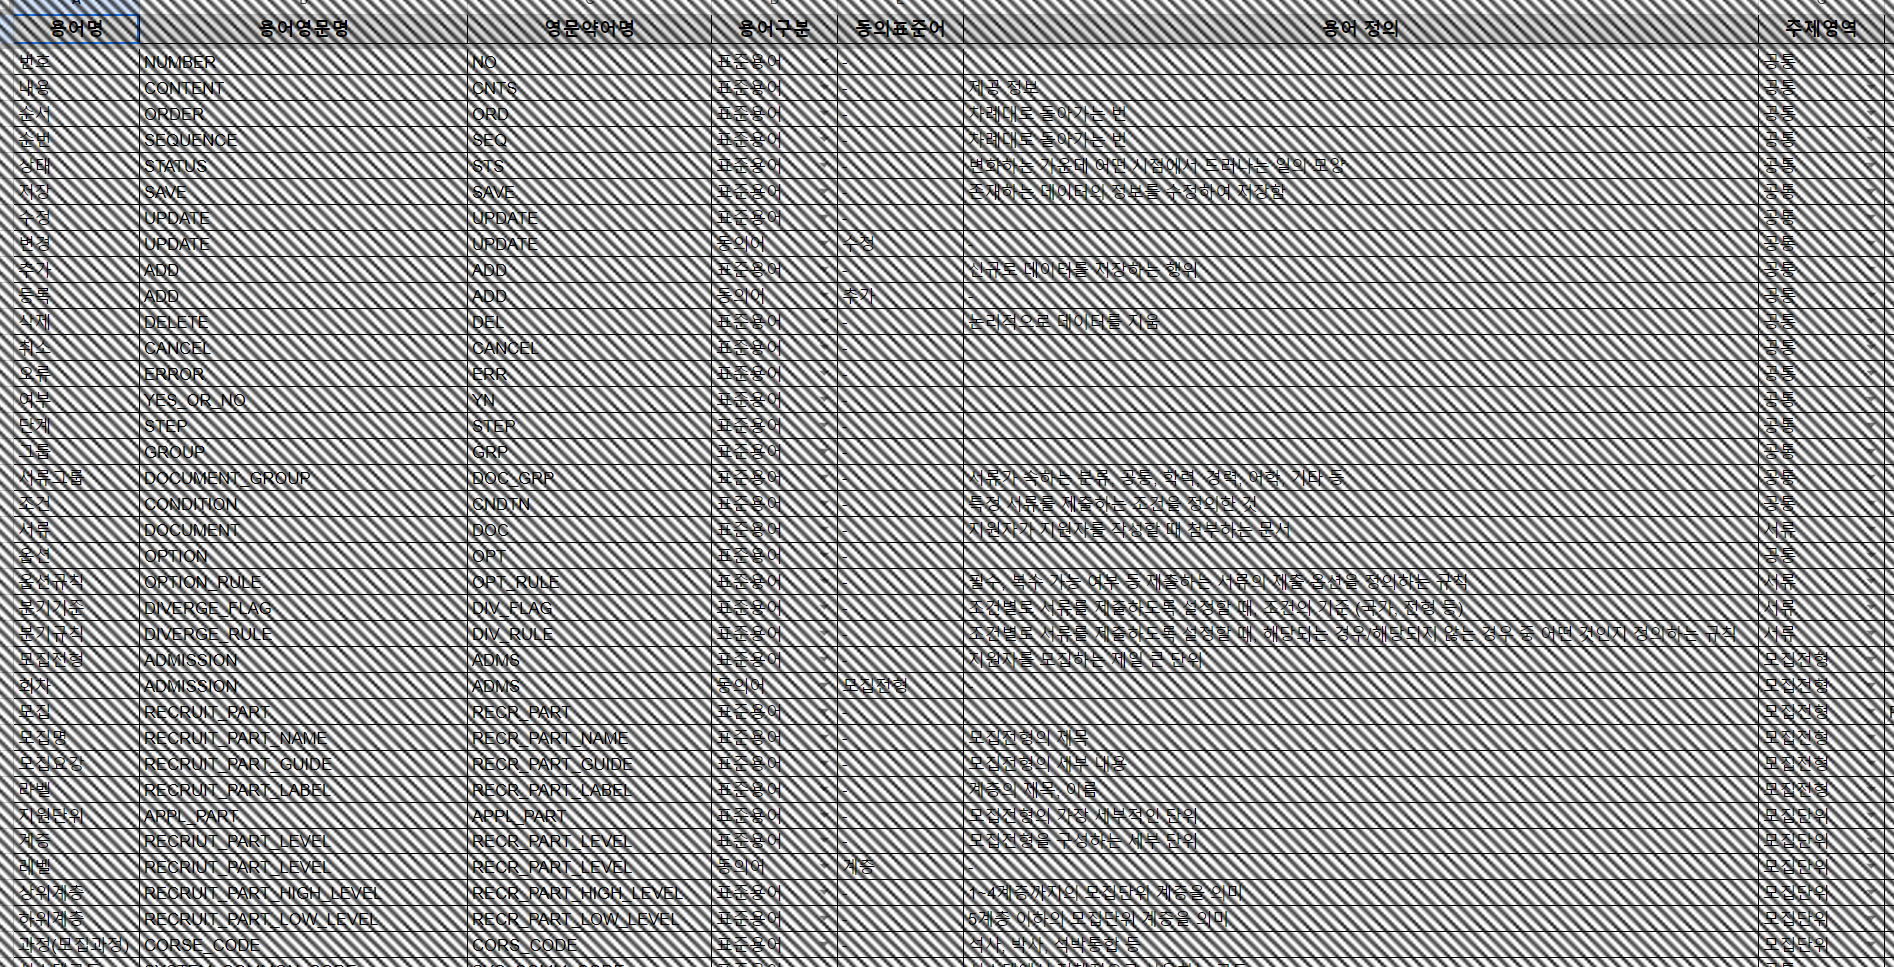 용어명 용어영문명 영문약어명 용어구분 동의표준어 용어 정의 주제영역
번호 NUMBER NO 표준용어 - 공통
내용 CONTENT CNTS 표준용어 - 제공 정보 공통
순서 ORDER ORD 표준용어 - 차례대로 돌아가는 번 공통
순번 SEQUENCE SEQ 표준용어 - 차례대로 돌아가는 번 공통
상태 STATUS STS 표준용어 - 변화하는 가운데 어떤 시점에서 드러나는 일의 모양 공통
저장 SAVE SAVE 표준용어 - 존재하는 데이터의 정보를 수정하여 저장함 공통
수정 UPDATE UPDATE 표준용어 - 공통
변경 UPDATE UPDATE 동의어 수정 - 공통
추가 ADD ADD 표준용어 - 신규로 데이터를 저장하는 행위 공통
등록 ADD ADD 동의어 추가 - 공통
삭제 DELETE DEL 표준용어 - 논리적으로 데이터를 지움 공통
취소 CANCEL CANCEL 표준용어 - 공통
오류 ERROR ERR 표준용어 - 공통
여부 YES_OR_NO YN 표준용어 - 공통
단계 STEP STEP 표준용어 - 공통
그룹 GROUP GRP 표준용어 - 공통
서류그룹 DOCUMENT_GROUP DOC_GRP 표준용어 - 서류가 속하는 분류. 공통, 학력, 경력, 어학, 기타 등 공통
조건 CONDITION CNDTN 표준용어 - 특정 서류를 제출하는 조건을 정의한 것 공통
서류 DOCUMENT DOC 표준용어 - 지원자가 지원자를 작성할 때 첨부하는 문서 서류
옵션 OPTION OPT 표준용어 - 공통
옵션규칙 OPTION_RULE OPT_RULE 표준용어 - 필수, 복수 가능 여부 등 제출하는 서류의 제출 옵션을 정의하는 규칙 서류
분기기준 DIVERGE_FLAG DIV_FLAG 표준용어 - 조건별로 서류를 제출하도록 설정할 때, 조건의 기준 (국가, 전형 등) 서류
분기규칙 DIVERGE_RULE DIV_RULE 표준용어 - 조건별로 서류를 제출하도록 설정할 때, 해당되는 경우/해당되지 않는 경우 중 어떤 것인지 정의하는 규칙 서류
모집전형 ADMISSION ADMS 표준용어 - 지원자를 모집하는 제일 큰 단위 모집전형
회차 ADMISSION ADMS 동의어 모집전형 - 모집전형
모집 RECRUIT_PART RECR_PART 표준용어 - 모집전형
모집명 RECRUIT_PART_NAME RECR_PART_NAME 표준용어 - 모집전형의 제목 모집전형
모집요강 RECRUIT_PART_GUIDE RECR_PART_GUIDE 표준용어 - 모집전형의 세부 내용 모집전형
라벨 RECRUIT_PART_LABEL RECR_PART_LABEL 표준용어 - 계층의 제목, 이름 모집전형
지원단위 APPL_PART APPL_PART 표준용어 - 모집전형의 가장 세부적인 단위 모집단위
계층 RECRIUT_PART_LEVEL RECR_PART_LEVEL 표준용어 - 모집전형을 구성하는 세부 단위 모집단위
레벨 RECRIUT_PART_LEVEL RECR_PART_LEVEL 동의어 계층 - 모집단위
상위계층 RECRUIT_PART_HIGH_LEVEL RECR_PART_HIGH_LEVEL 표준용어 - 1~4계층까지의 모집단위 계층을 의미 모집단위
하위계층 RECRUIT_PART_LOW_LEVEL RECR_PART_LOW_LEVEL 표준용어 - 5계층 이하의 모집단위 계층을 의미 모집단위
과정(모집과정) CORSE_CODE CORS_CODE 표준용어 - 석사, 박사, 석박통합 등 모집단위